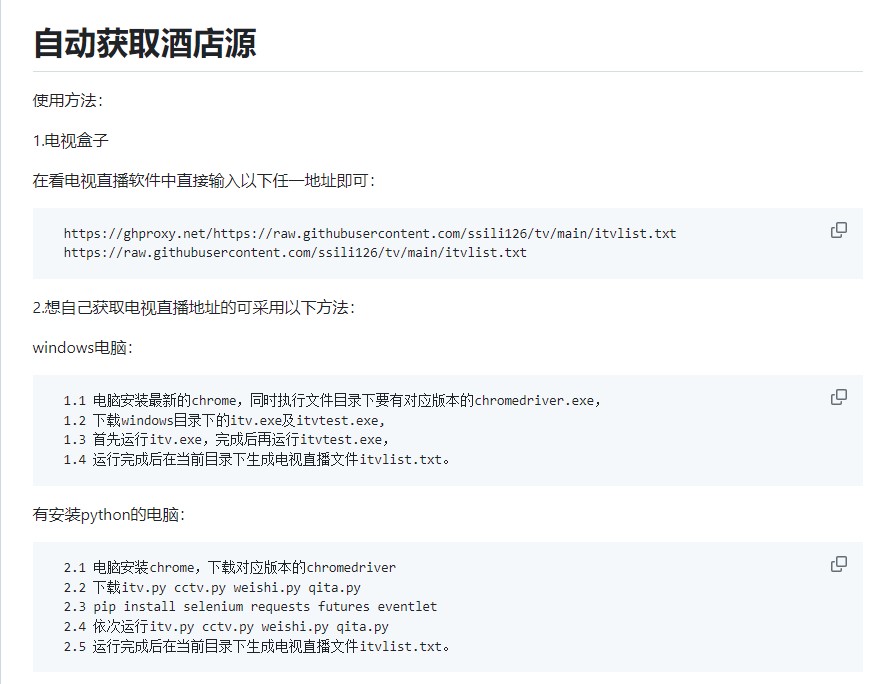 自动获取酒店源
使用方法：
1.电视盒子
在看电视直播软件中直接输入以下任一地址即可：
https://ghproxy.net/https://raw.githubusercontent.com/ssili126/tv/main/itvlist.txt
https://raw.githubusercontent.com/ssili126/tv/main/itvlist.txt
2.想自己获取电视直播地址的可采用以下方法：
windows电脑：
1.1 电脑安装最新的chrome，同时执行文件目录下要有对应版本的chromedriver.exe，
1.2 下载windows目录下的itv.exe及itvtest.exe,
1.3 首先运行itv.exe，完成后再运行itvtest.exe，
1.4 运行完成后在当前目录下生成电视直播文件itvlist.txt。
有安装python的电脑：
2.1 电脑安装chrome，下载对应版本的chromedriver
2.2 下载itv.py cctv.py weishi.py qita.py
2.3 pip install selenium requests futures eventlet
2.4 依次运行itv.py cctv.py weishi.py qita.py
2.5 运行完成后在当前目录下生成电视直播文件itvlist.txt。